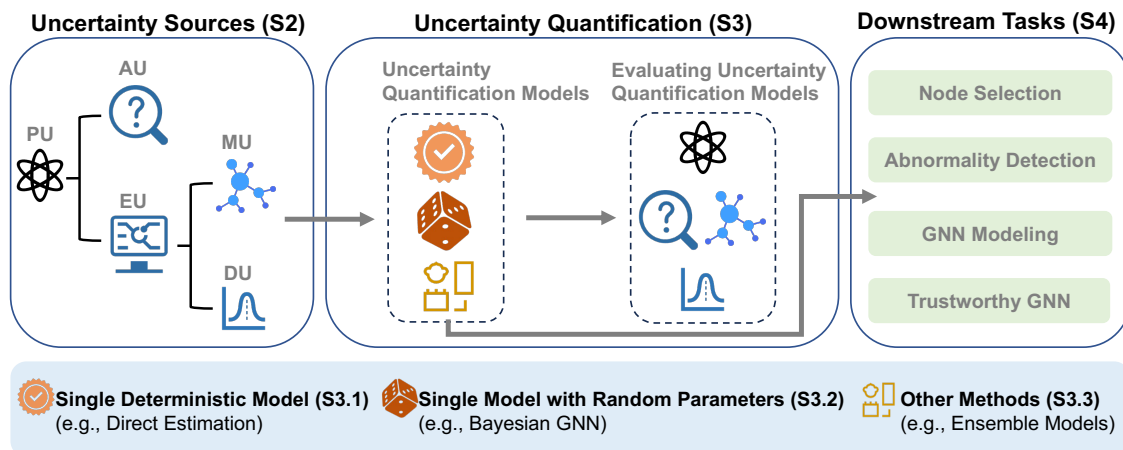 Uncertainty Sources (S2)
Uncertainty Quantification (S3)
Downstream Tasks (S4)
AU
PU
MU
EU
DU
Uncertainty
Quantification Models
Evaluating Uncertainty
Quantification Models
Node Selection
Abnormality Detection
GNN Modeling
Trustworthy GNN
Single Deterministic Model (S3.1)
(e.g., Direct Estimation)
Single Model with Random Parameters (S3.2)
(e.g., Bayesian GNN)
Other Methods (S3.3)
(e.g., Ensemble Models)